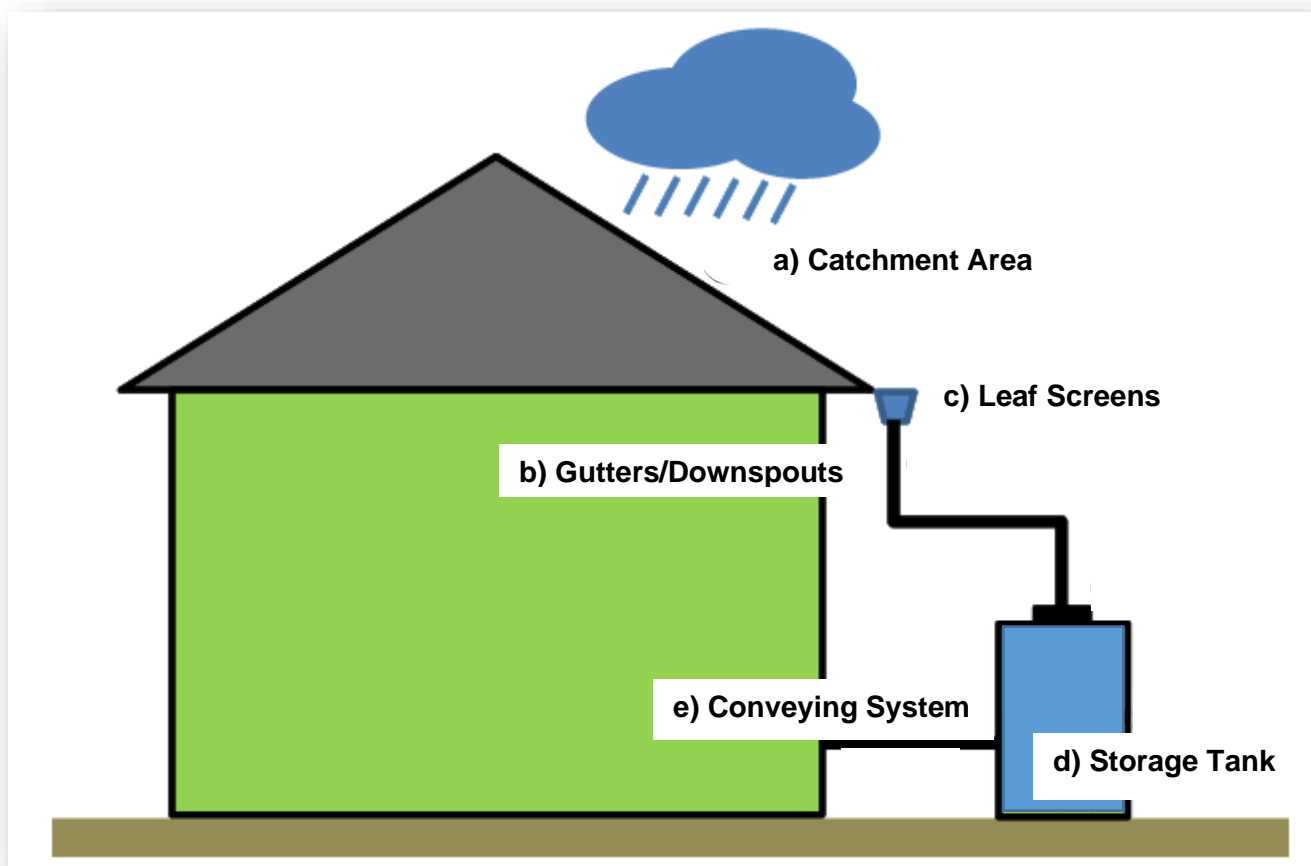 a) Catchment Area
c) Leaf Screens
b) Gutters/Downspouts
e) Conveying System
d) Storage Tank